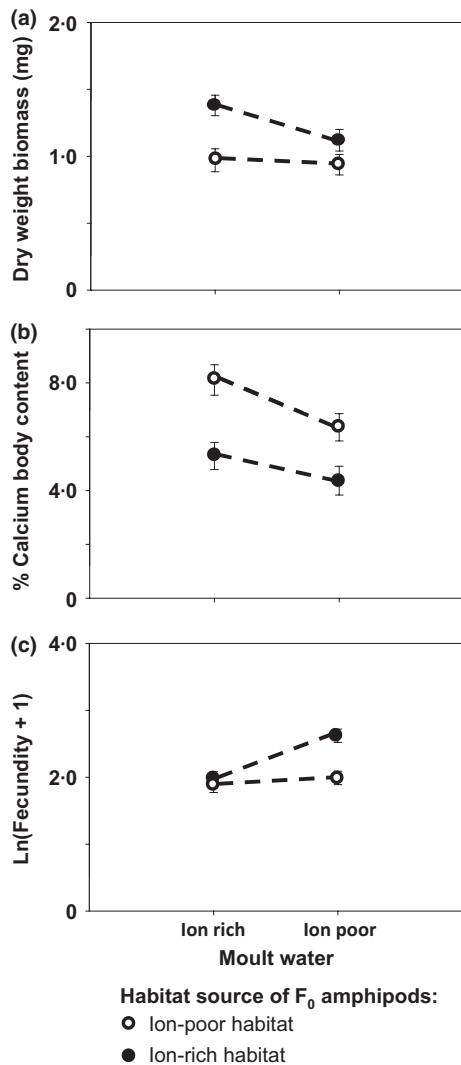 (a)
2·0
1·0
0
Dry weight biomass (mg)
(b)
8·0
4·0
0
% Calcium body content
(c)
4·0
2·0
0
Ln(Fecundity + 1)
Ion rich Ion poor
Moult water
Habitat source of F₀ amphipods:
Ion-poor habitat
Ion-rich habitat